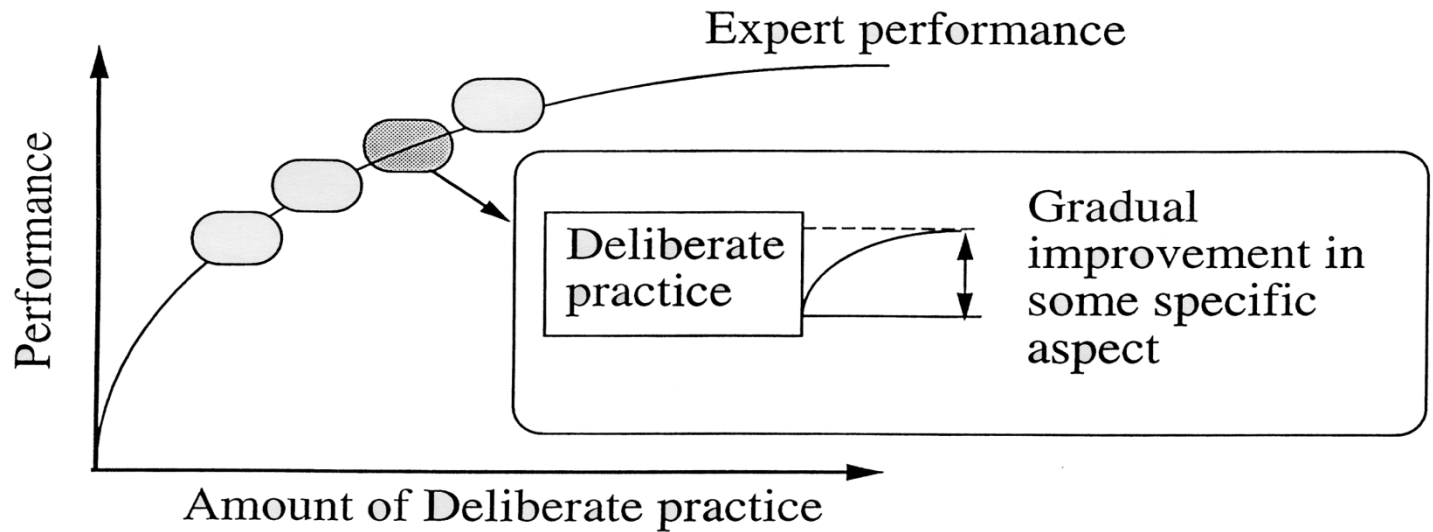 Expert performance
Performance
Deliberate
practice
Gradual
improvement in
some specific
aspect
Amount of Deliberate practice